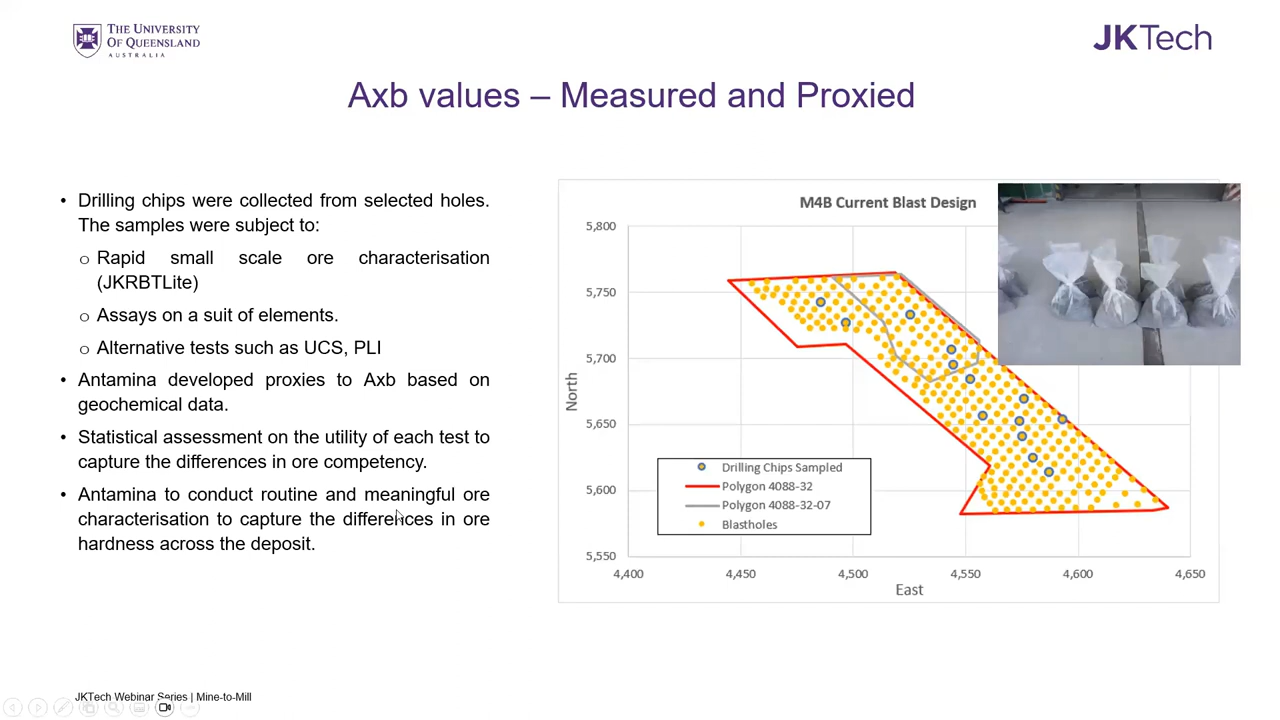 THE UNIVERSITY
OF QUEENSLAND
AUSTRALIA
JKTech
Axb values – Measured and Proxied
• Drilling chips were collected from selected holes.
The samples were subject to:
o Rapid small scale ore characterisation
(JKRBTLite)
o Assays on a suit of elements.
o Alternative tests such as UCS, PLI
• Antamina developed proxies to Axb based on
geochemical data.
• Statistical assessment on the utility of each test to
capture the differences in ore competency.
• Antamina to conduct routine and meaningful ore
characterisation to capture the differences in ore
hardness across the deposit.
M4B Current Blast Design
5,800
5,750
5,700
5,650
5,600
5,550
North
4,400
4,450
4,500
4,550
4,600
4,650
East
Drilling Chips Sampled
Polygon 4088-32
Polygon 4088-32-07
Blastholes
JKTech Webinar Series | Mine-to-Mill